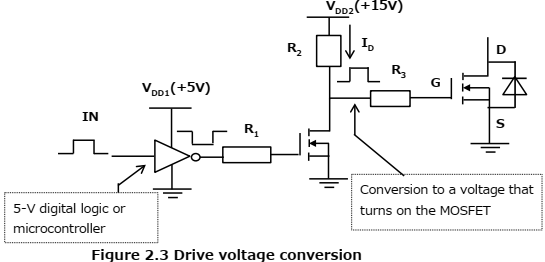 V_DD2(+15V)
I_D
R_2
R_3
D
G
V_DD1(+5V)
IN
R_1
S
5-V digital logic or
microcontroller
Conversion to a voltage that
turns on the MOSFET
Figure 2.3 Drive voltage conversion